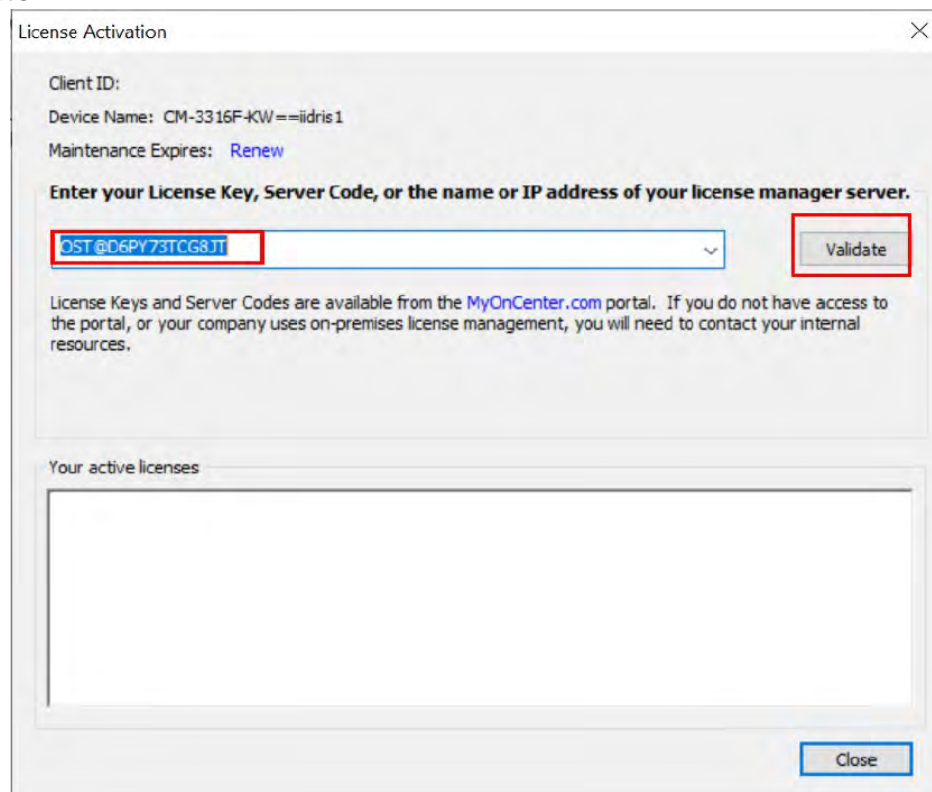 License Activation
Client ID:
Device Name: CM-3316F-KW==iidris1
Maintenance Expires: Renew
Enter your License Key, Server Code, or the name or IP address of your license manager server.
OST@D6PY73TCG8JT
Validate
License Keys and Server Codes are available from the MyOnCenter.com portal. If you do not have access to
the portal, or your company uses on-premises license management, you will need to contact your internal
resources.
Your active licenses
Close